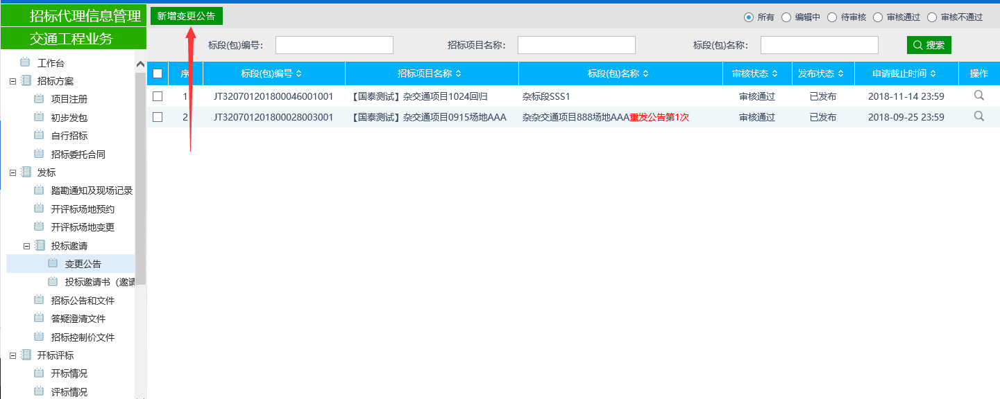 招标代理信息管理
交通工程业务
工作台
招标方案
项目注册
初步发包
自行招标
招标委托合同
发标
踏勘通知及现场记录
开评标场地预约
开评标场地变更
投标邀请
变更公告
投标邀请书（邀请
招标公告和文件
答疑澄清文件
招标控制价文件
开标评标
开标情况
评标情况
新增变更公告
所有 编辑中 待审核 审核通过 审核不通过
标段(包)编号： 招标项目名称： 标段(包)名称： 搜索
序 标段(包)编号 招标项目名称 标段(包)名称 审核状态 发布状态 申请截止时间 操作
1 JT320701201800046001001 【国泰测试】杂交通项目1024回归 杂标段SSS1 审核通过 已发布 2018-11-14 23:59
2 JT320701201800028003001 【国泰测试】杂交通项目0915场地AAA 杂杂交通项目888场地AAA重发公告第1次 审核通过 已发布 2018-09-25 23:59